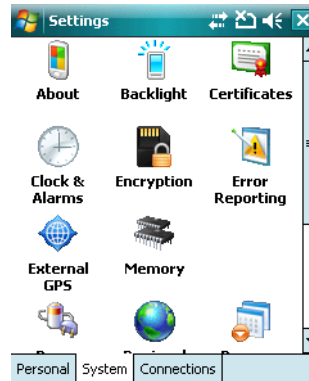 Settings
About Backlight Certificates
Clock & Encryption Error
Alarms Reporting
External Memory
GPS
Personal System Connections